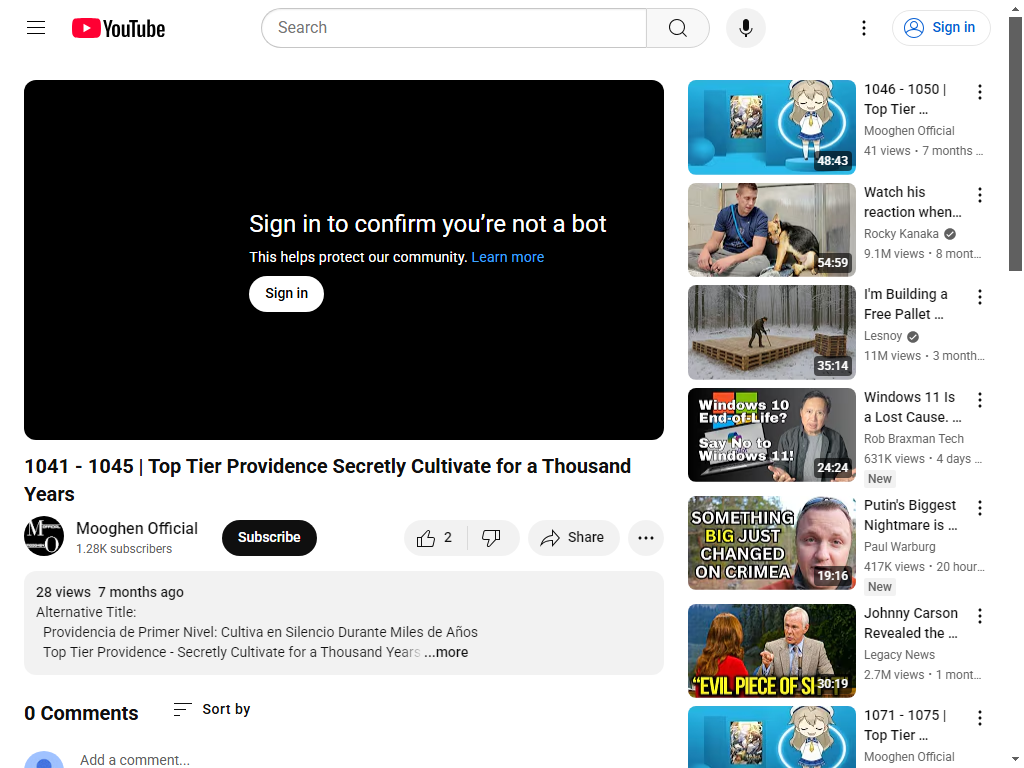 YouTube
Search
Sign in
Sign in to confirm you’re not a bot
This helps protect our community. Learn more
Sign in
1041 - 1045 | Top Tier Providence Secretly Cultivate for a Thousand
Years
Mooghen Official
1.28K subscribers
Subscribe
2
Share
28 views 7 months ago
Alternative Title:
Providencia de Primer Nivel: Cultiva en Silencio Durante Miles de Años
Top Tier Providence - Secretly Cultivate for a Thousand Years ...more
0 Comments
Sort by
Add a comment...
48:43
1046 - 1050 |
Top Tier ...
Mooghen Official
41 views • 7 months ...
54:59
Watch his
reaction when...
Rocky Kanaka
9.1M views • 8 mont...
35:14
I'm Building a
Free Pallet ...
Lesnoy
11M views • 3 month...
Windows 10
End-of-Life?
Say No to
Windows 11!
24:24
Windows 11 Is
a Lost Cause. ...
Rob Braxman Tech
631K views • 4 days ...
New
SOMETHING
BIG JUST
CHANGED
ON CRIMEA
19:16
Putin's Biggest
Nightmare is ...
Paul Warburg
417K views • 20 hour...
New
"EVIL PIECE OF
30:19
Johnny Carson
Revealed the ...
Legacy News
2.7M views • 1 mont...
1071 - 1075 |
Top Tier ...
Mooghen Official